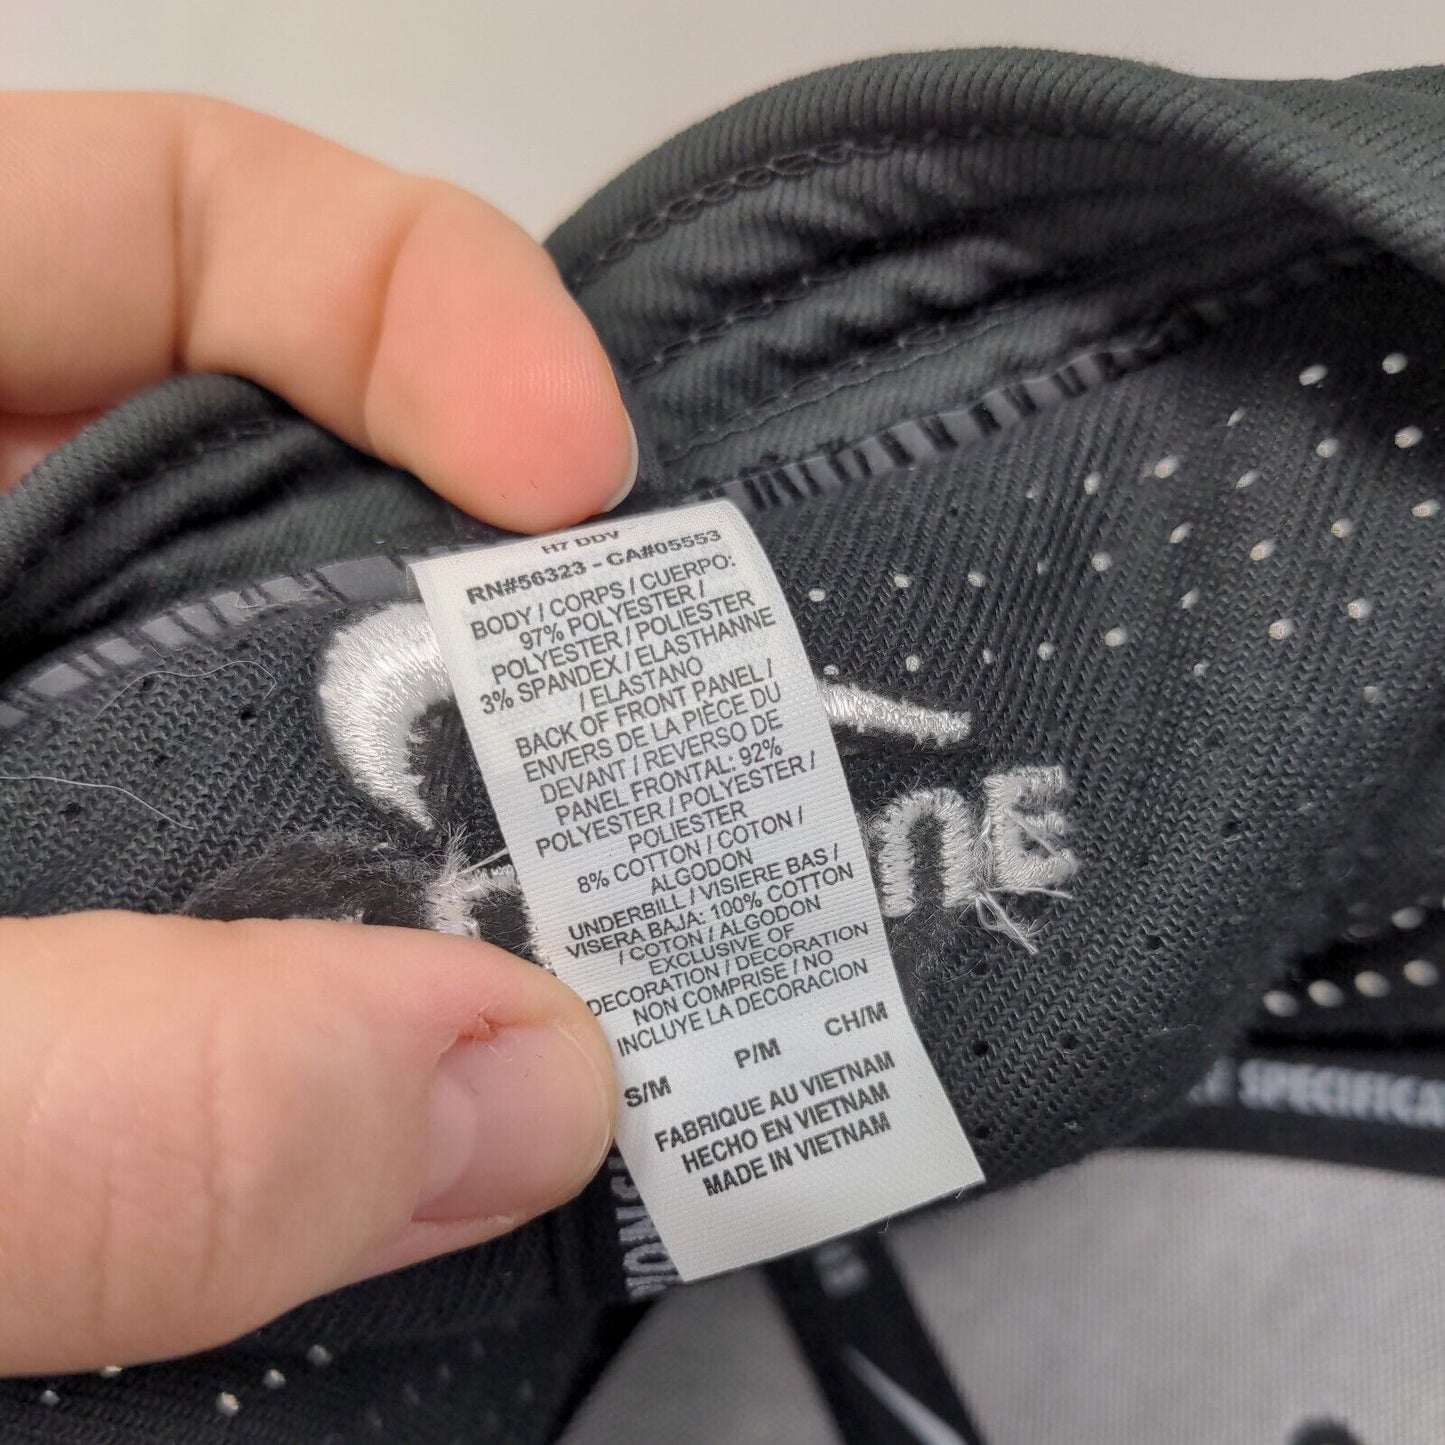 H7 DDV
RN#56323 - CA#05553
BODY / CORPS / CUERPO:
97% POLYESTER /
POLYESTER / POLIESTER
3% SPANDEX / ELASTHANNE
/ ELASTANO
BACK OF FRONT PANEL /
ENVERS DE LA PIÈCE DU
DEVANT / REVERSO DE
PANEL FRONTAL: 92%
POLYESTER / POLYESTER /
POLIESTER
8% COTTON / COTON /
ALGODON
UNDERBILL / VISIERE BAS /
VISERA BAJA: 100% COTTON
/ COTON / ALGODON
EXCLUSIVE OF
DECORATION / DECORATION
NON COMPRISE / NO
INCLUYE LA DECORACION
S/M P/M CH/M
FABRIQUE AU VIETNAM
HECHO EN VIETNAM
MADE IN VIETNAM